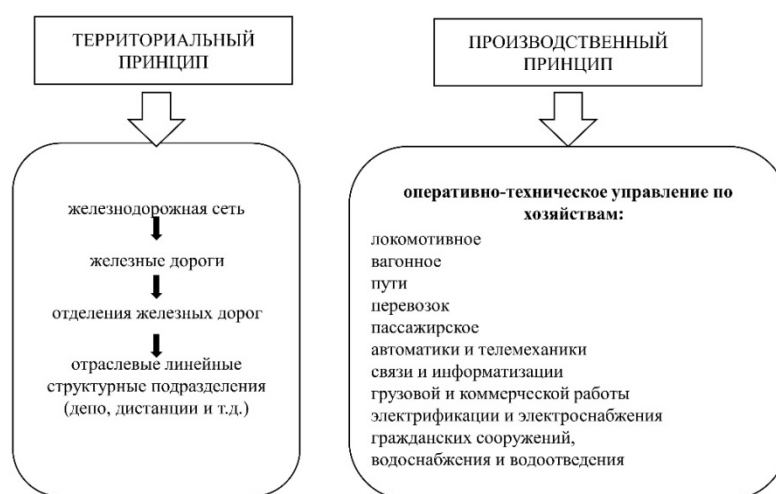 ТЕРРИТОРИАЛЬНЫЙ
ПРИНЦИП
железнодорожная сеть
железные дороги
отделения железных дорог
отраслевые линейные
структурные подразделения
(депо, дистанции и т.д.)
ПРОИЗВОДСТВЕННЫЙ
ПРИНЦИП
оперативно-техническое управление по
хозяйствам:
локомотивное
вагонное
пути
перевозок
пассажирское
автоматики и телемеханики
связи и информатизации
грузовой и коммерческой работы
электрификации и электроснабжения
гражданских сооружений,
водоснабжения и водоотведения